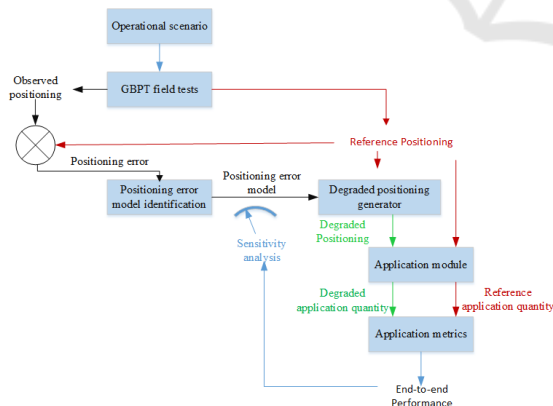 Operational scenario
Observed
positioning
GBPT field tests
Reference Positioning
Positioning error
Positioning error
model identification
Positioning error
model
Degraded positioning
generator
Sensitivity
analysis
Degraded
Positioning
Application module
Degraded
application quantity
Reference
application quantity
Application metrics
End-to-end
Performance